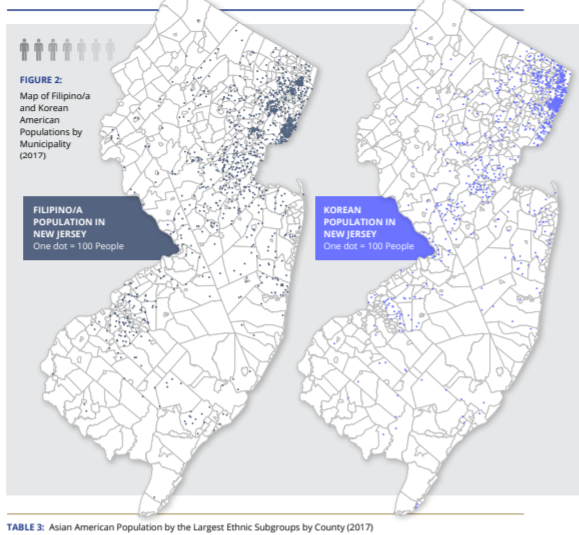 FIGURE 2:
Map of Filipino/a
and Korean
American
Populations by
Municipality
(2017)
FILIPINO/A
POPULATION IN
NEW JERSEY
One dot = 100 People
KOREAN
POPULATION IN
NEW JERSEY
One dot = 100 People
TABLE 3: Asian American Population by the Largest Ethnic Subgroups by County (2017)